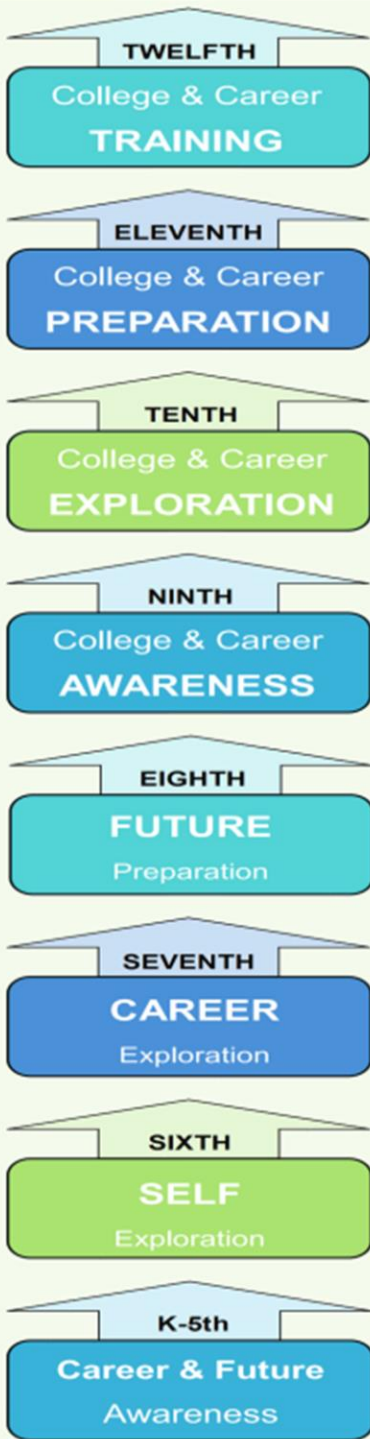 TWELFTH
College & Career
TRAINING
ELEVENTH
College & Career
PREPARATION
TENTH
College & Career
EXPLORATION
NINTH
College & Career
AWARENESS
EIGHTH
FUTURE
Preparation
SEVENTH
CAREER
Exploration
SIXTH
SELF
Exploration
K-5th
Career & Future
Awareness